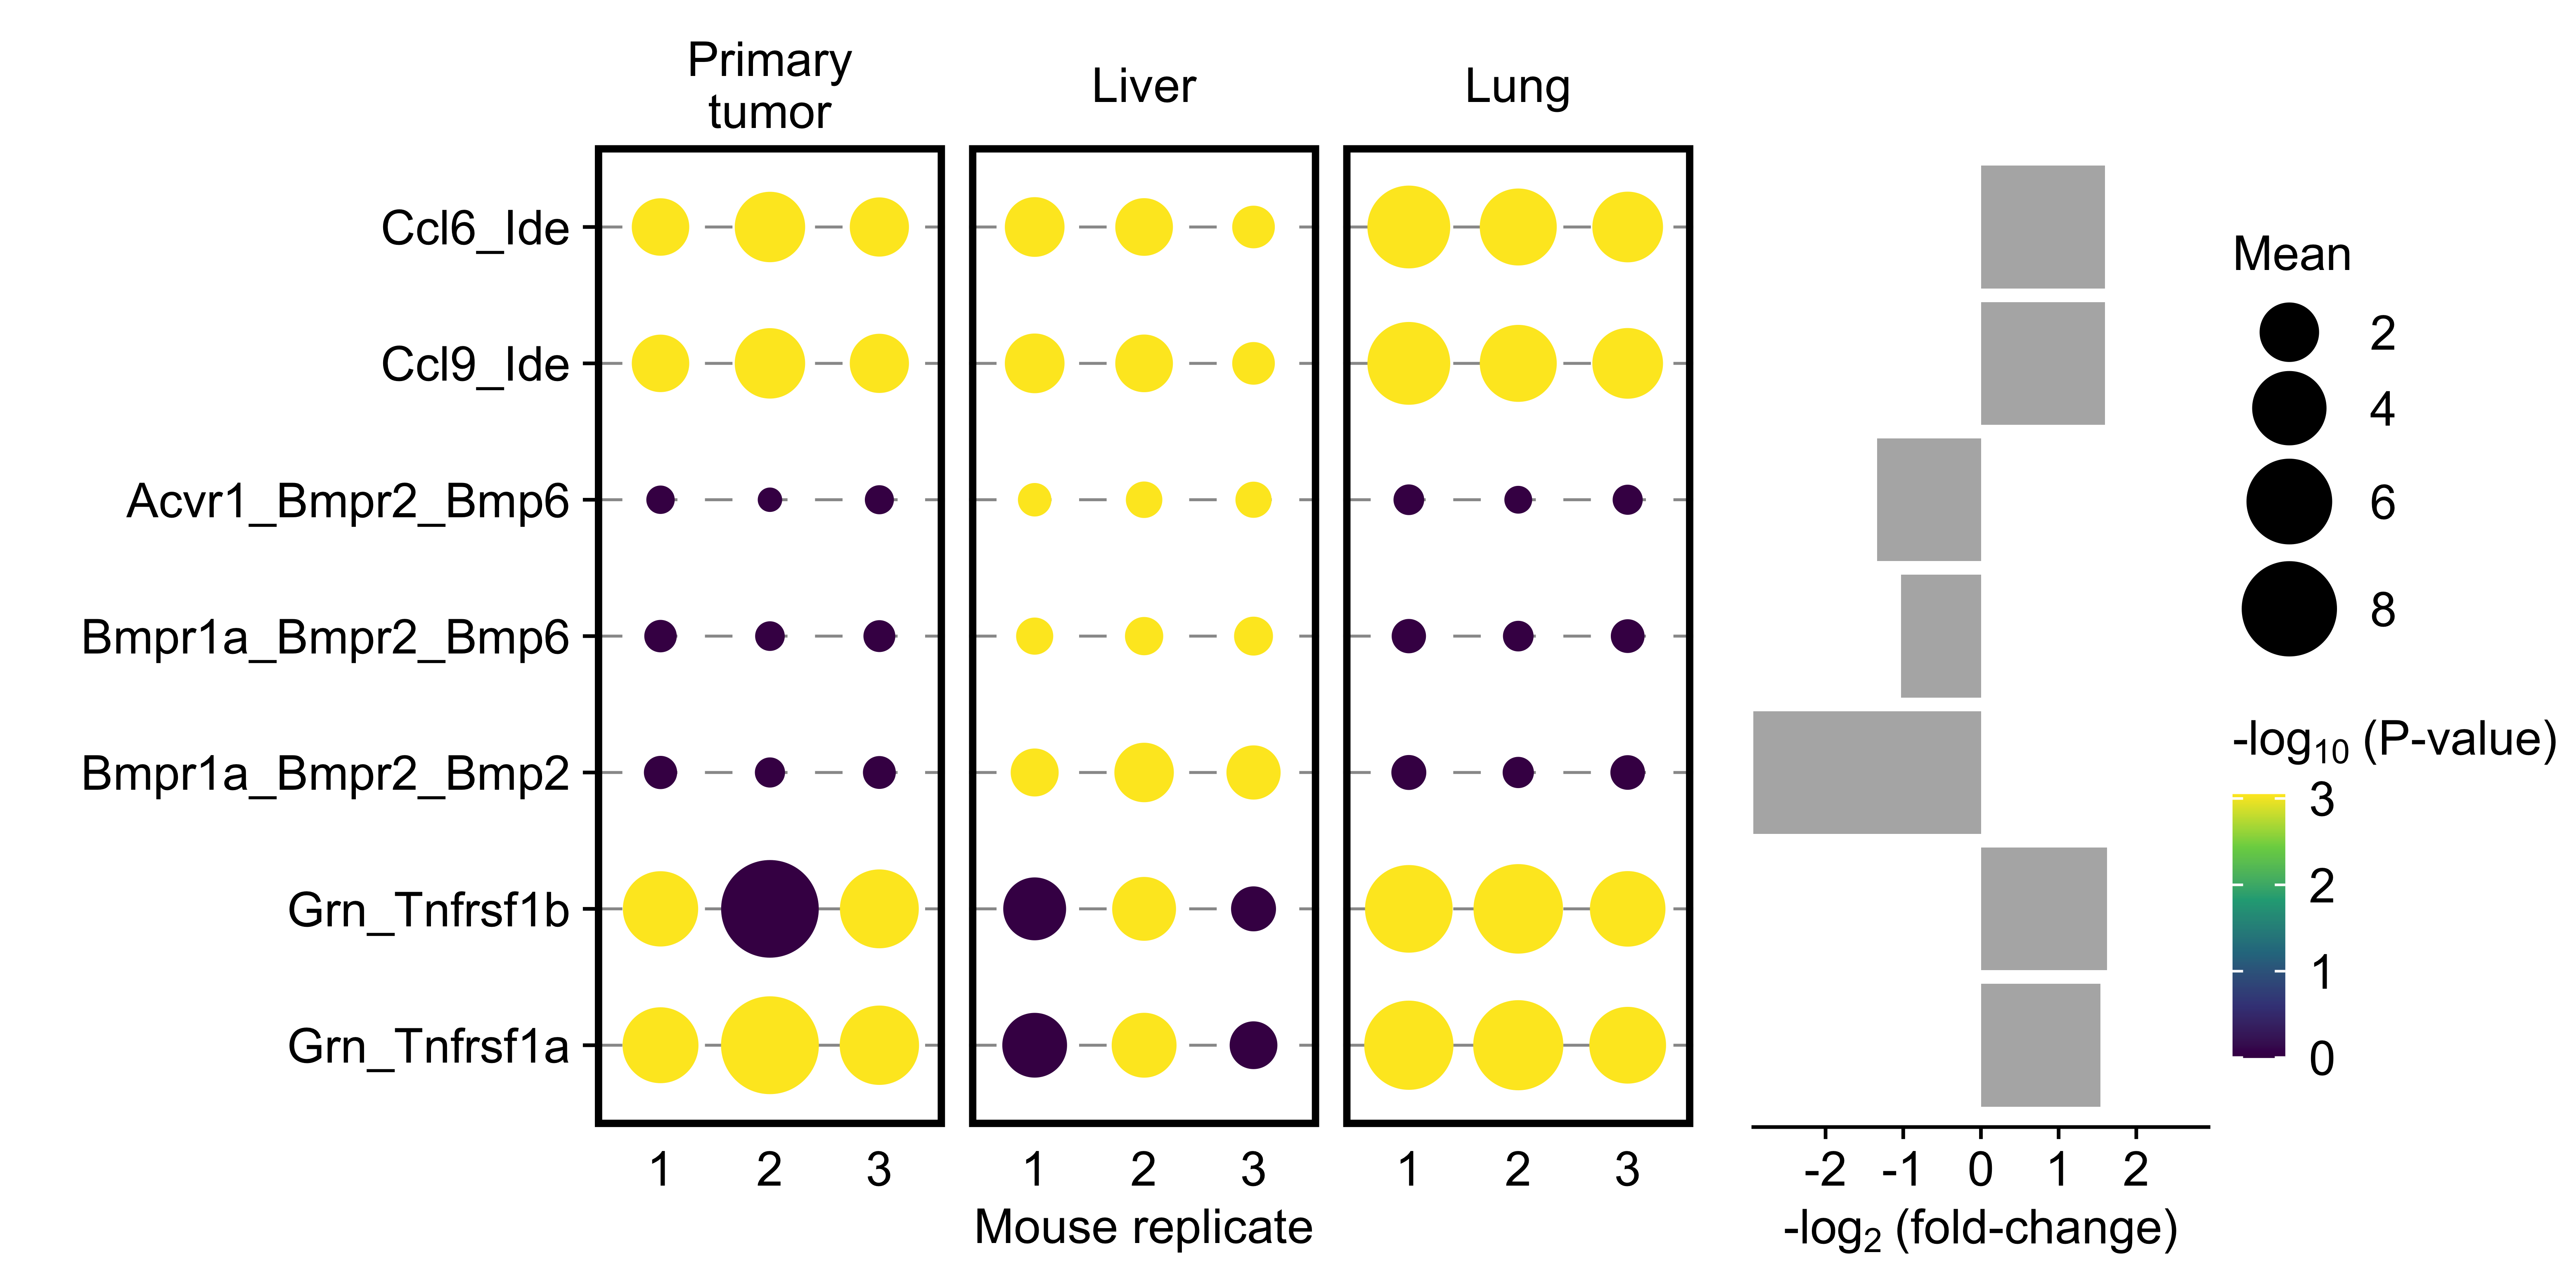 Primary
tumor
Liver
Lung
Ccl6_Ide
Ccl9_Ide
Acvr1_Bmpr2_Bmp6
Bmpr1a_Bmpr2_Bmp6
Bmpr1a_Bmpr2_Bmp2
Grn_Tnfrsf1b
Grn_Tnfrsf1a
1 2 3
1 2 3
1 2 3
Mouse replicate
-2 -1 0 1 2
-log₂ (fold-change)
Mean
2
4
6
8
-log₁₀ (P-value)
3
2
1
0